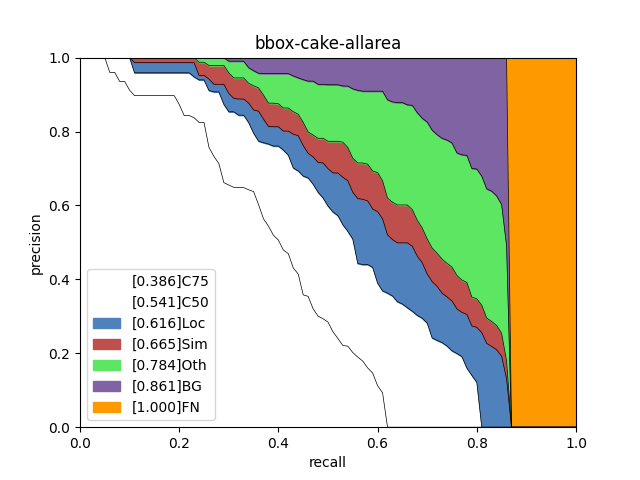 bbox-cake-allarea
1.0
0.8
0.6
0.4
0.2
0.0
precision
[0.386]C75
[0.541]C50
[0.616]Loc
[0.665]Sim
[0.784]Oth
[0.861]BG
[1.000]FN
0.0 0.2 0.4 0.6 0.8 1.0
recall